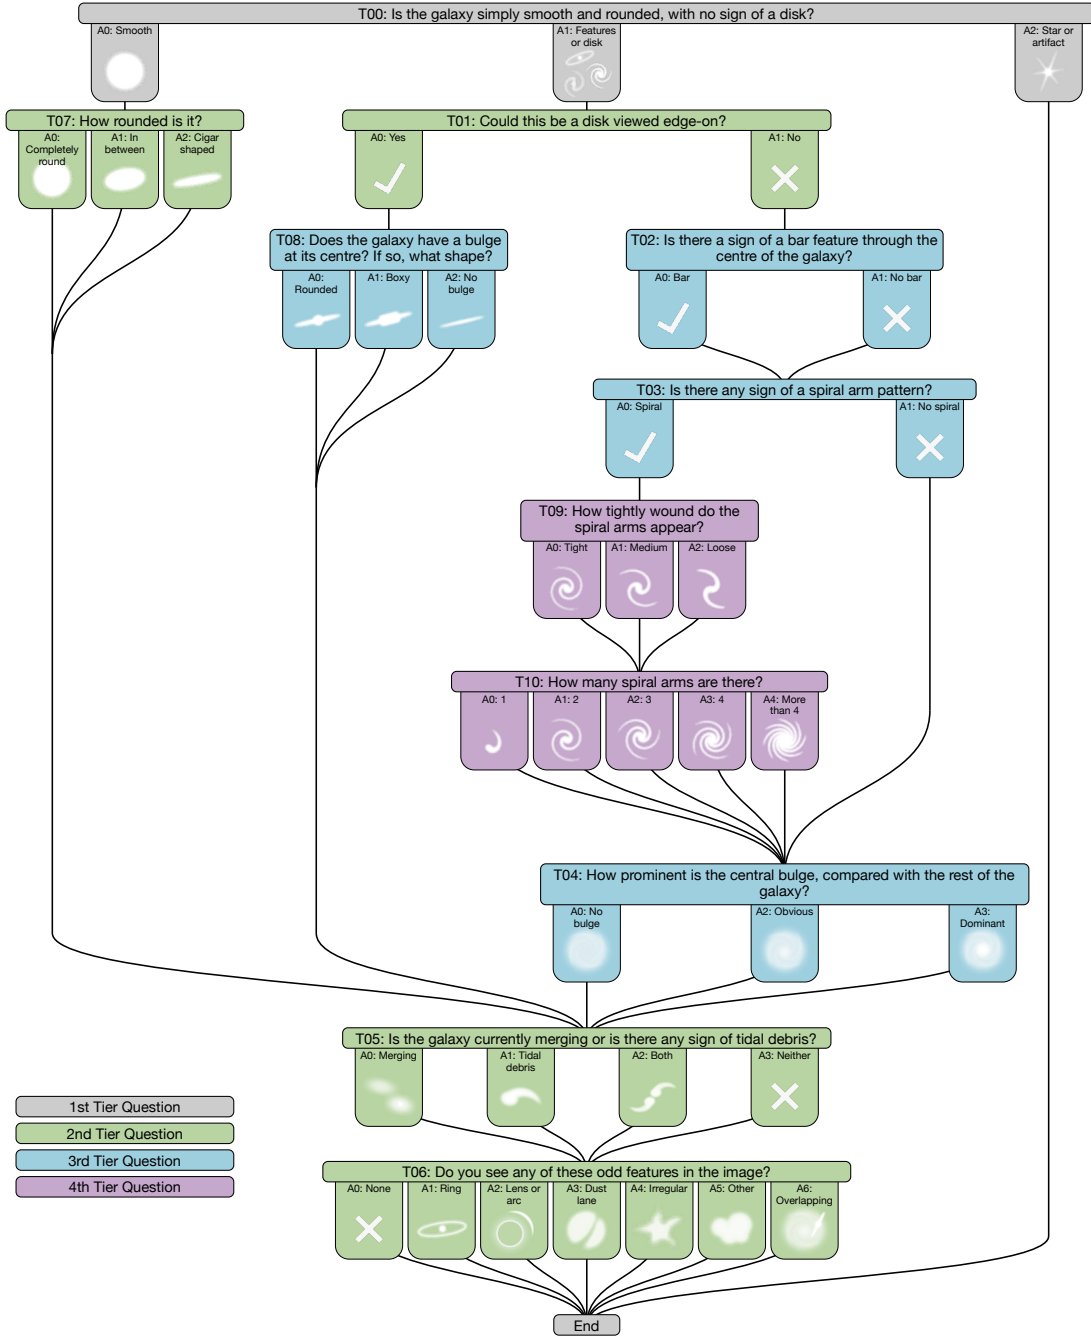 T00: Is the galaxy simply smooth and rounded, with no sign of a disk?
A0: Smooth
A1: Features
or disk
A2: Star or
artifact
T07: How rounded is it?
A0:
Completely
round
A1: In
between
A2: Cigar
shaped
T01: Could this be a disk viewed edge-on?
A0: Yes
A1: No
T08: Does the galaxy have a bulge
at its centre? If so, what shape?
A0:
Rounded
A1: Boxy
A2: No
bulge
T02: Is there a sign of a bar feature through the
centre of the galaxy?
A0: Bar
A1: No bar
T03: Is there any sign of a spiral arm pattern?
A0: Spiral
A1: No spiral
T09: How tightly wound do the
spiral arms appear?
A0: Tight
A1: Medium
A2: Loose
T10: How many spiral arms are there?
A0: 1
A1: 2
A2: 3
A3: 4
A4: More
than 4
T04: How prominent is the central bulge, compared with the rest of the
galaxy?
A0: No
bulge
A2: Obvious
A3:
Dominant
T05: Is the galaxy currently merging or is there any sign of tidal debris?
A0: Merging
A1: Tidal
debris
A2: Both
A3: Neither
1st Tier Question
2nd Tier Question
3rd Tier Question
4th Tier Question
T06: Do you see any of these odd features in the image?
A0: None
A1: Ring
A2: Lens or
arc
A3: Dust
lane
A4: Irregular
A5: Other
A6:
Overlapping
End